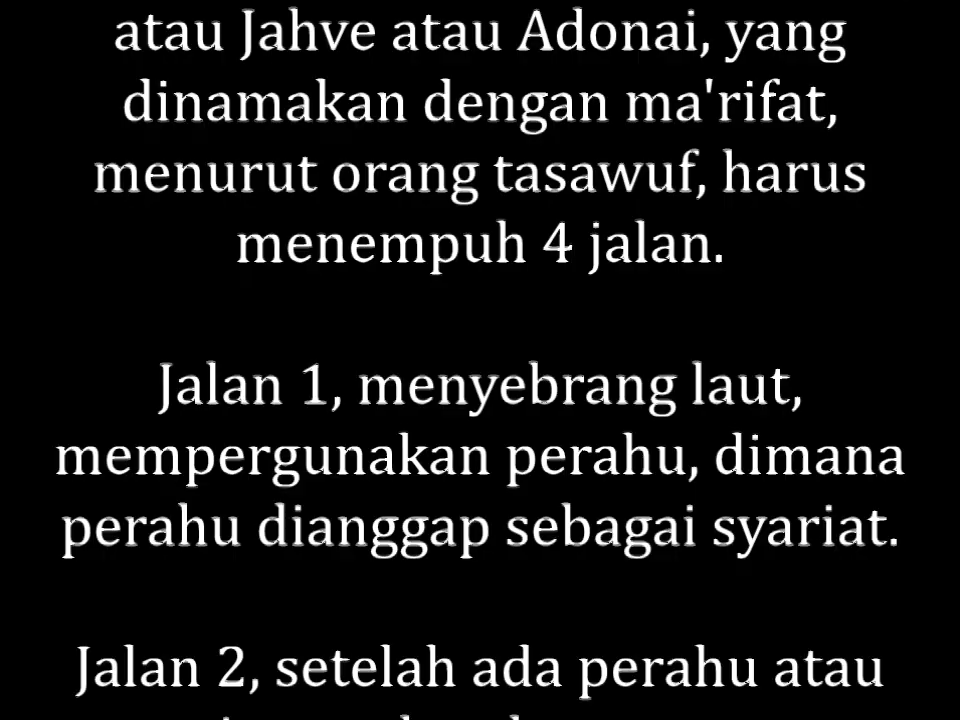 atau Jahve atau Adonai, yang
dinamakan dengan ma'rifat,
menurut orang tasawuf, harus
menempuh 4 jalan.
Jalan 1, menyebrang laut,
mempergunakan perahu, dimana
perahu dianggap sebagai syariat.
Jalan 2, setelah ada perahu atau